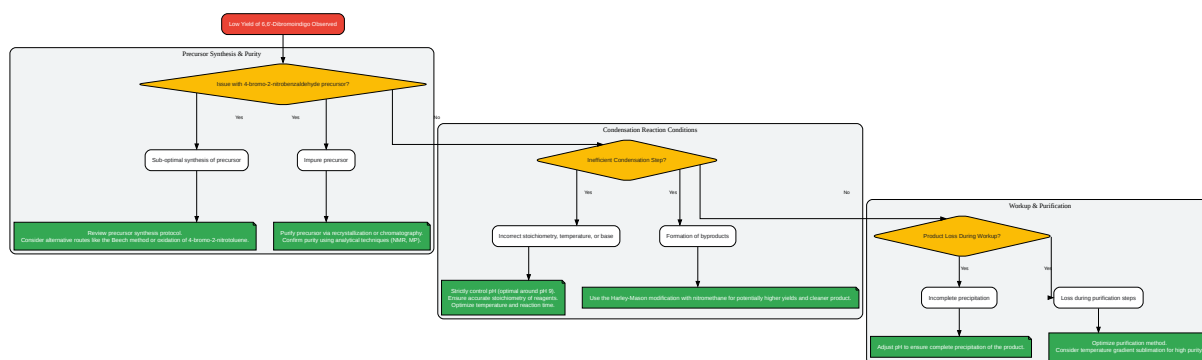 Low Yield of 6,6'-Dibromoindigo Observed
Precursor Synthesis & Purity
Issue with 4-bromo-2-nitrobenzaldehyde precursor?
Yes
Yes
No
Sub-optimal synthesis of precursor
Impure precursor
Review precursor synthesis protocol.
Consider alternative routes like the Beech method or oxidation of 4-bromo-2-nitrotoluene.
Purify precursor via recrystallization or chromatography.
Confirm purity using analytical techniques (NMR, MP).
Condensation Reaction Conditions
Inefficient Condensation Step?
Yes
Yes
No
Incorrect stoichiometry, temperature, or base
Formation of byproducts
Strictly control pH (optimal around pH 9).
Ensure accurate stoichiometry of reagents.
Optimize temperature and reaction time.
Use the Harley-Mason modification with nitromethane for potentially higher yields and cleaner product.
Workup & Purification
Product Loss During Workup?
Yes
Yes
Incomplete precipitation
Loss during purification steps
Adjust pH to ensure complete precipitation of the product.
Optimize purification method.
Consider temperature gradient sublimation for high purity.